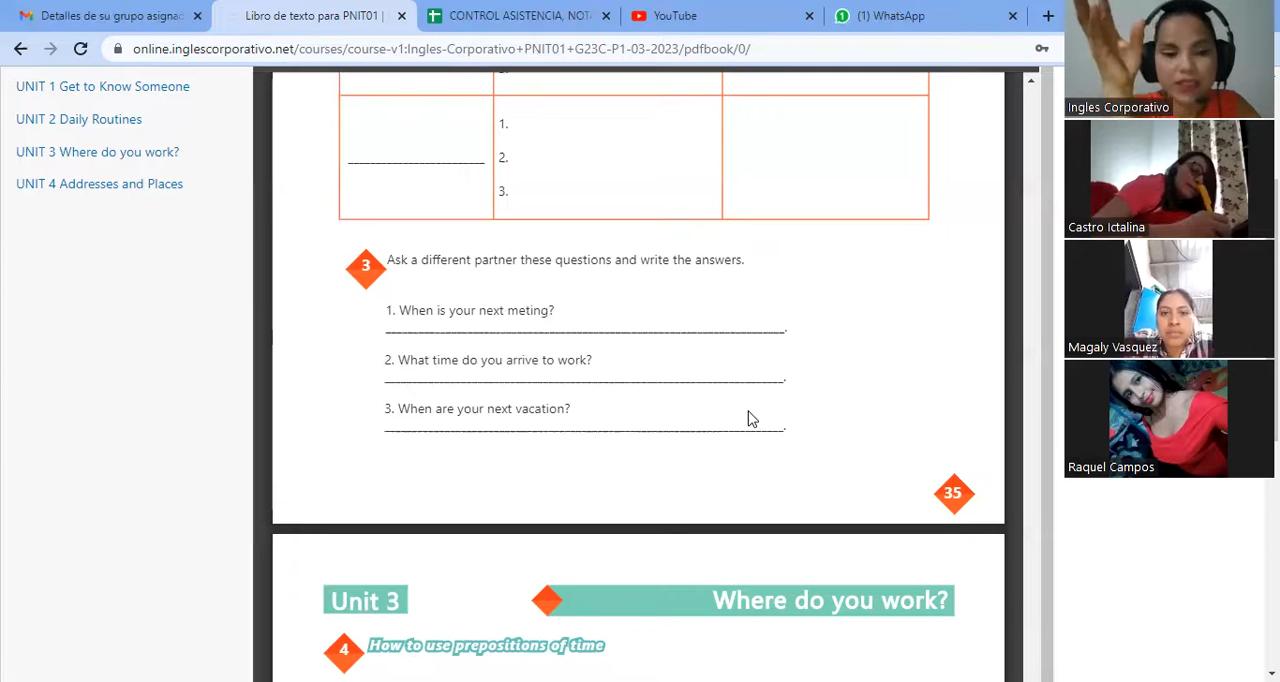 Detalles de su grupo asignad
Libro de texto para PNIT01 |
CONTROL ASISTENCIA, NOT
YouTube
(1) WhatsApp
online.inglescorporativo.net/courses/course-v1:Ingles-Corporativo+PNIT01+G23C-P1-03-2023/pdfbook/0/
UNIT 1 Get to Know Someone
UNIT 2 Daily Routines
UNIT 3 Where do you work?
UNIT 4 Addresses and Places
1.
2.
3.
3 Ask a different partner these questions and write the answers.
1. When is your next meting?
2. What time do you arrive to work?
3. When are your next vacation?
35
Unit 3
Where do you work?
4 How to use prepositions of time
Ingles Corporativo
Castro Ictalina
Magaly Vasquez
Raquel Campos